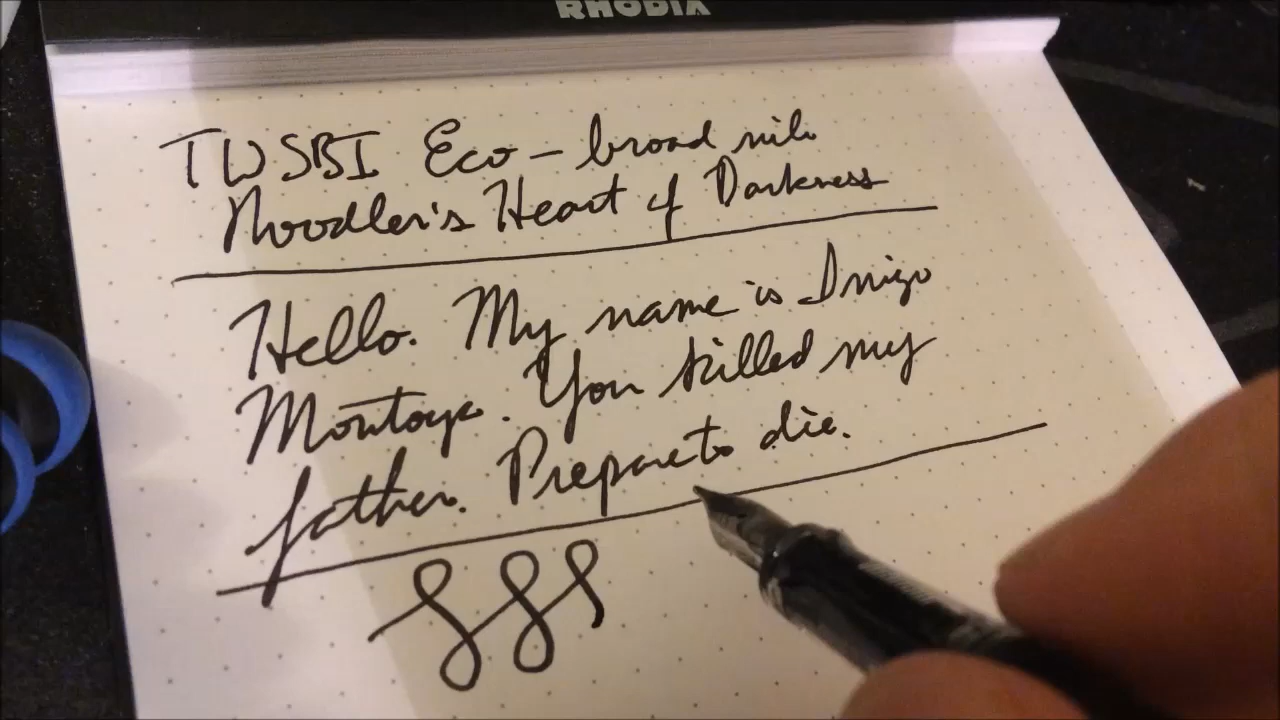 RHODIA
TWSBI Eco – broad nib
Noodler's Heart of Darkness
Hello. My name is Inigo
Montoya. You killed my
father. Prepare to die.